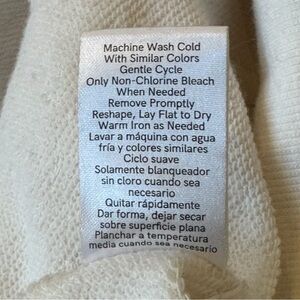 Machine Wash Cold
With Similar Colors
Gentle Cycle
Only Non-Chlorine Bleach
When Needed
Remove Promptly
Reshape, Lay Flat to Dry
Warm Iron as Needed
Lavar a máquina con agua
fría y colores similares
Ciclo suave
Solamente blanqueador
sin cloro cuando sea
necesario
Quitar rápidamente
Dar forma, dejar secar
sobre superficie plana
Planchar a temperatura
media cuando sea necesario